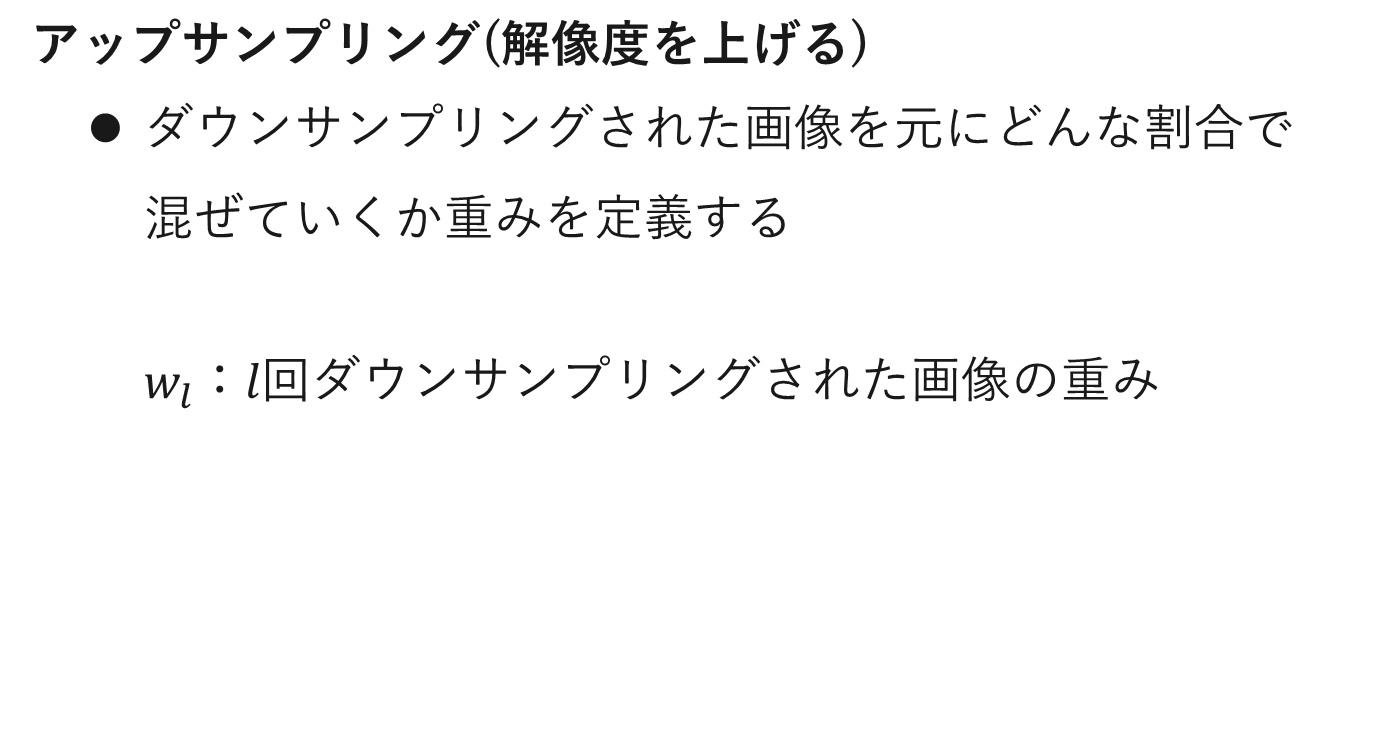 アップサンプリング(解像度を上げる)
● ダウンサンプリングされた画像を元にどんな割合で
混ぜていくか重みを定義する
w_l：l回ダウンサンプリングされた画像の重み